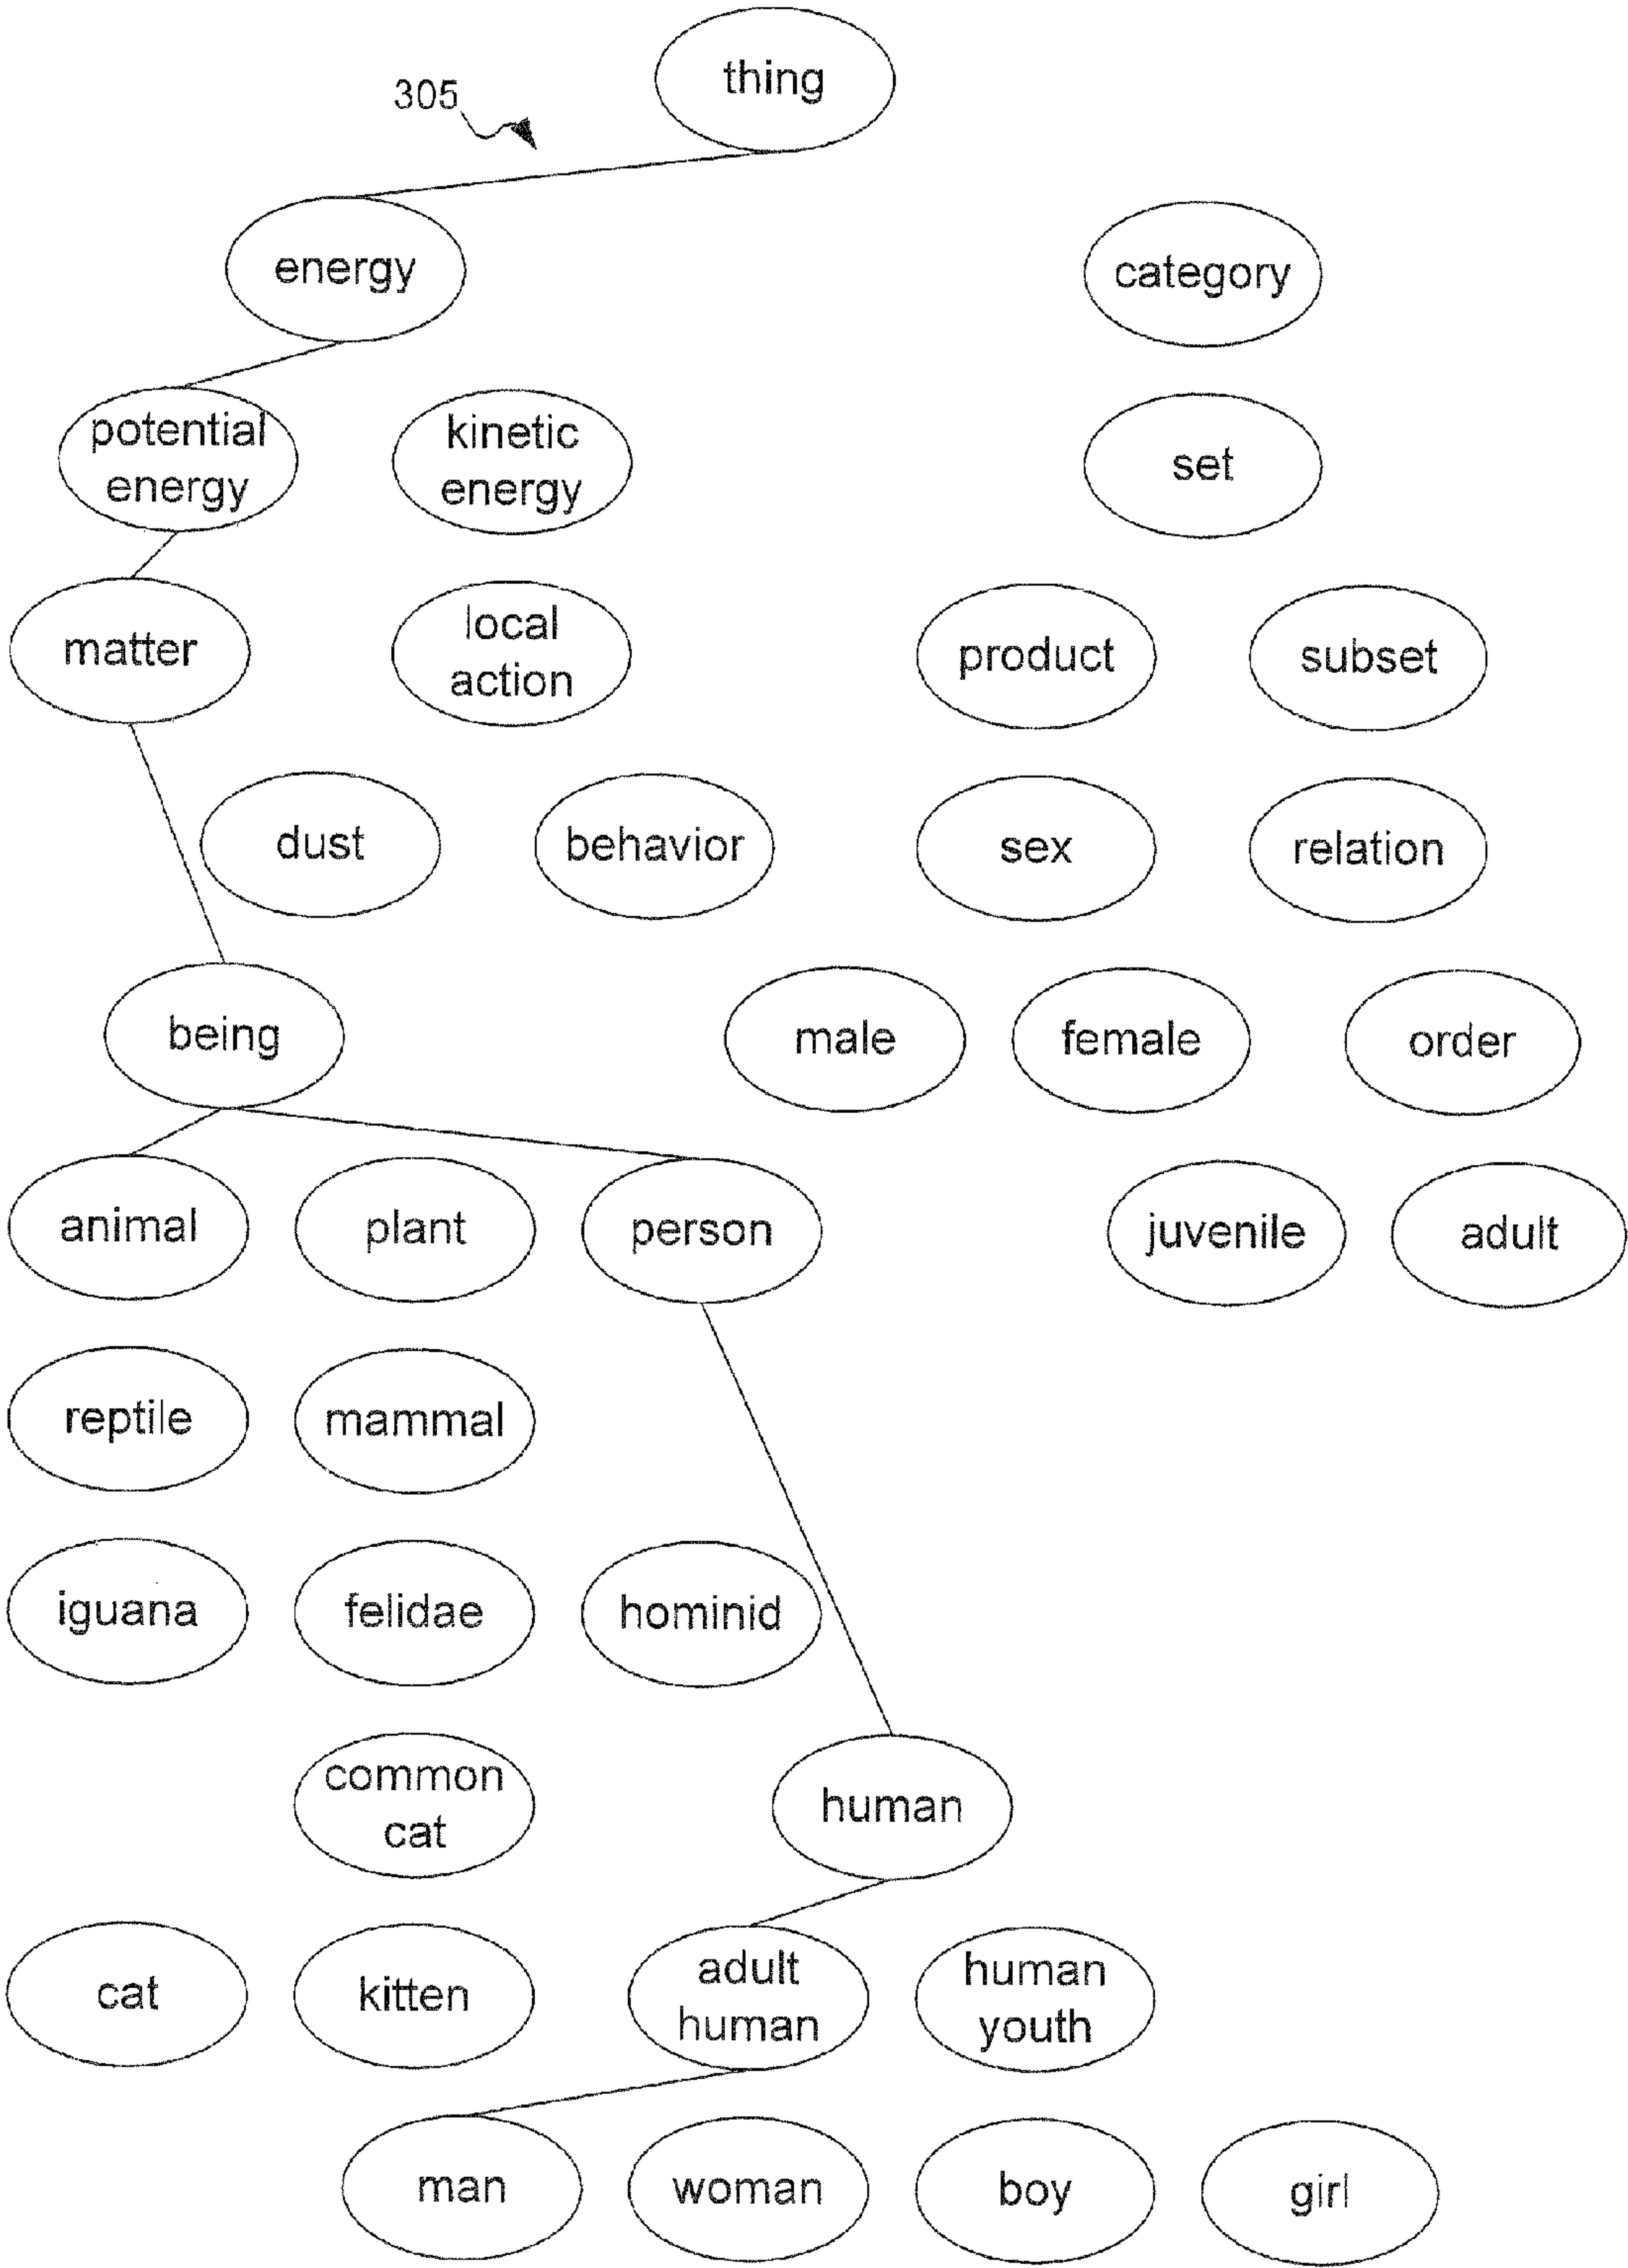 thing
305
energy
category
potential
energy
kinetic
energy
set
matter
local
action
product
subset
dust
behavior
sex
relation
being
male
female
order
animal
plant
person
juvenile
adult
reptile
mammal
iguana
felidae
hominid
common
cat
human
cat
kitten
adult
human
human
youth
man
woman
boy
girl